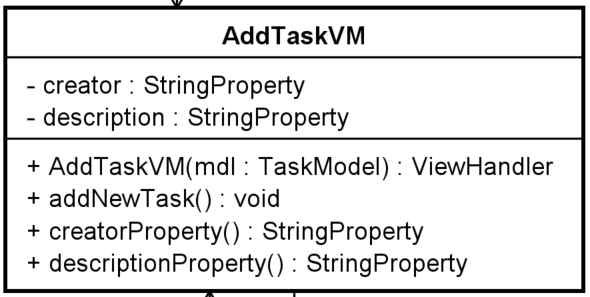 AddTaskVM
- creator : StringProperty
- description : StringProperty
+ AddTaskVM(mdl : TaskModel) : ViewHandler
+ addNewTask() : void
+ creatorProperty() : StringProperty
+ descriptionProperty() : StringProperty